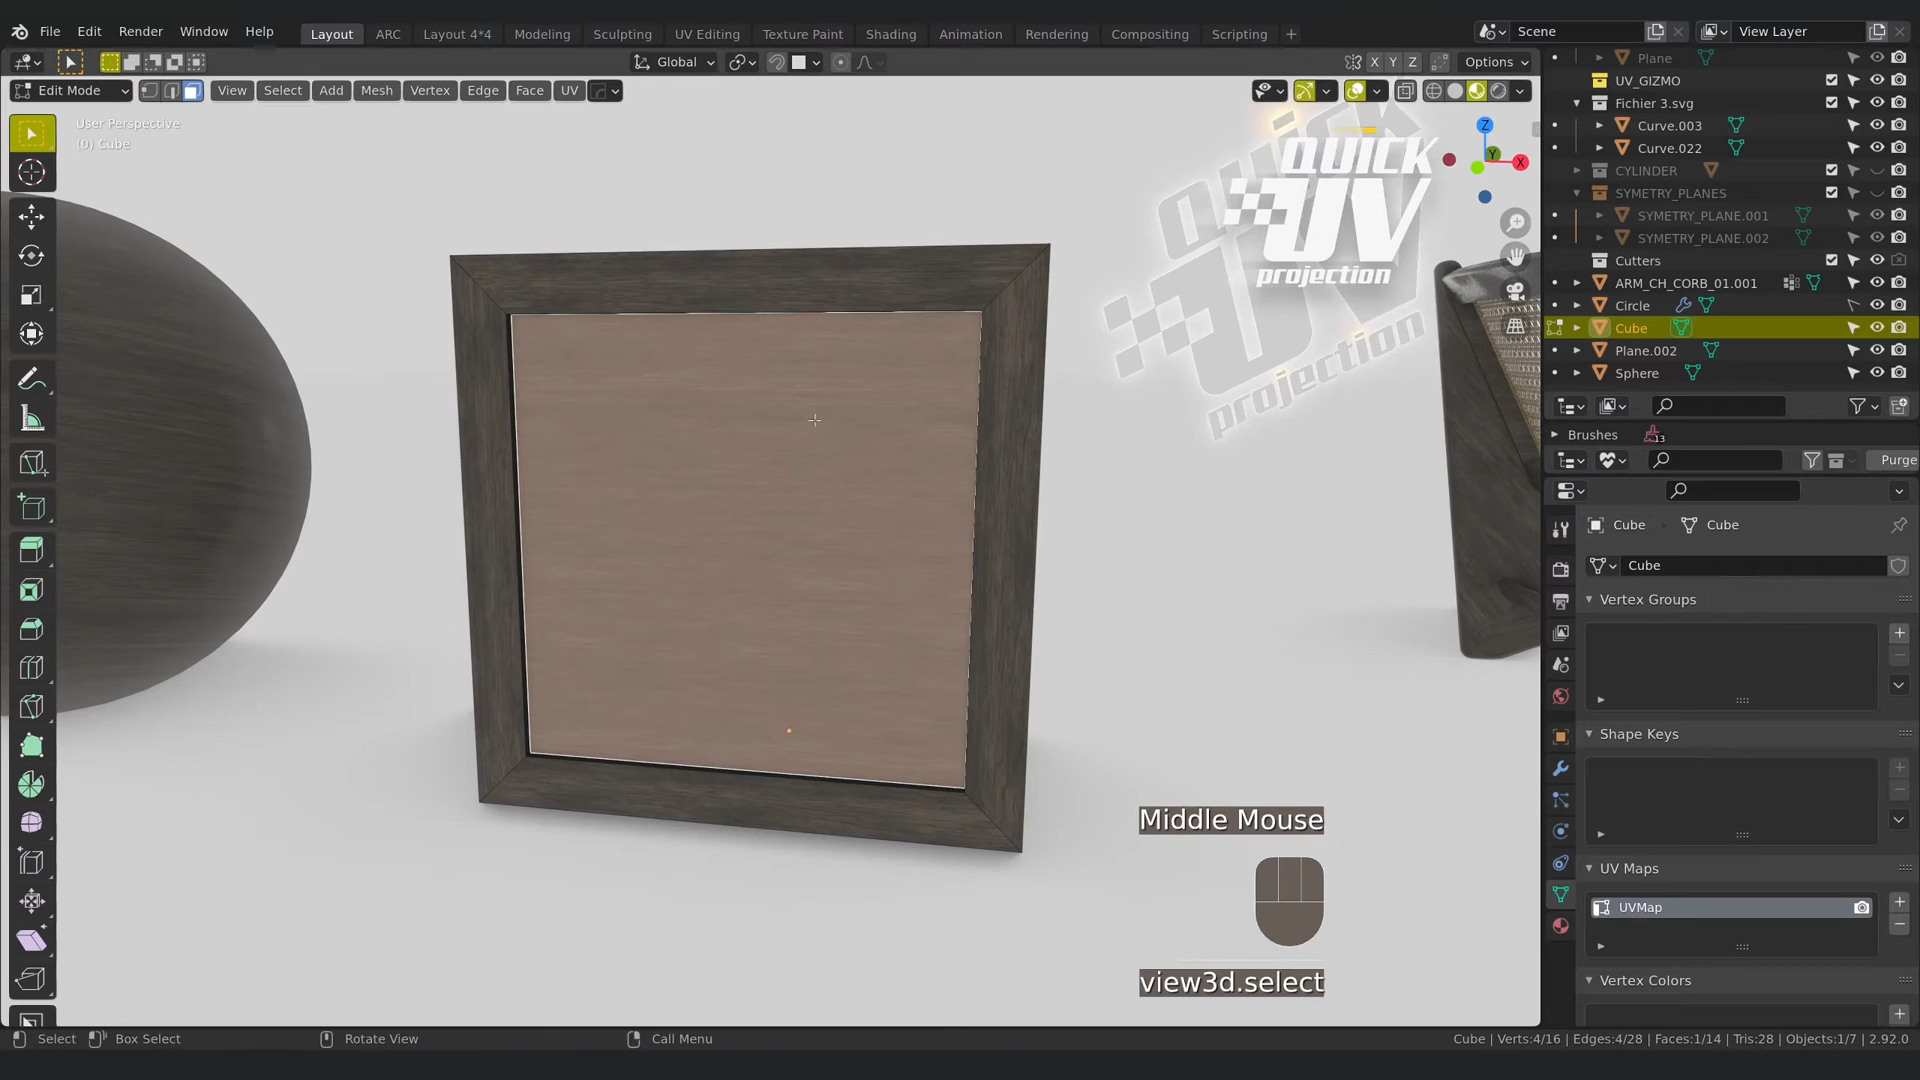 File Edit Render Window Help Layout ARC Layout 4*4 Modeling Sculpting UV Editing Texture Paint Shading Animation Rendering Compositing Scripting + Scene View Layer
Global X Y Z Options
Edit Mode View Select Add Mesh Vertex Edge Face UV
User Perspective
(0) Cube
QUICK
UV
projection
QUICK
UV
projection
Z
Y
X
Plane
UV_GIZMO
Fichier 3.svg
Curve.003
Curve.022
CYLINDER
SYMETRY_PLANES
SYMETRY_PLANE.001
SYMETRY_PLANE.002
Cutters
ARM_CH_CORB_01.001
Circle
Cube
Plane.002
Sphere
Brushes 13
Purge
Cube Cube
Cube
Vertex Groups
Shape Keys
UV Maps
UVMap
Vertex Colors
Middle Mouse
view3d.select
Select Box Select Rotate View Call Menu Cube | Verts:4/16 | Edges:4/28 | Faces:1/14 | Tris:28 | Objects:1/7 | 2.92.0